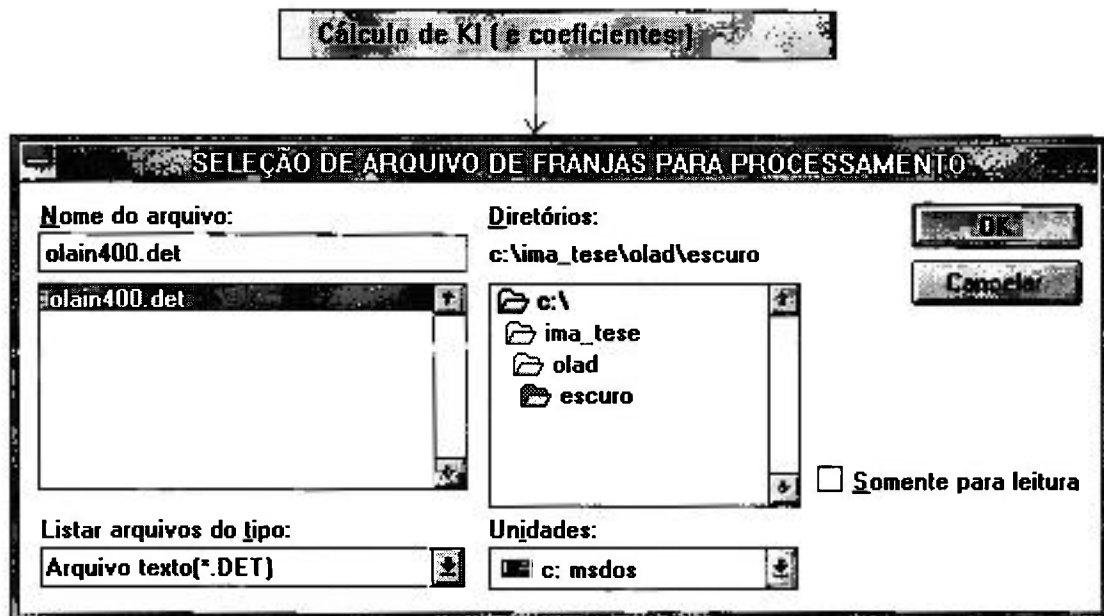 Cálculo de KI ( e coeficientes )
SELEÇÃO DE ARQUIVO DE FRANJAS PARA PROCESSAMENTO
Nome do arquivo:
olain400.det
olain400.det
Listar arquivos do tipo:
Arquivo texto(*.DET)
Diretórios:
c:\ima_tese\olad\escuro
c:\
ima_tese
olad
escuro
Unidades:
c: msdos
OK
Cancelar
Somente para leitura